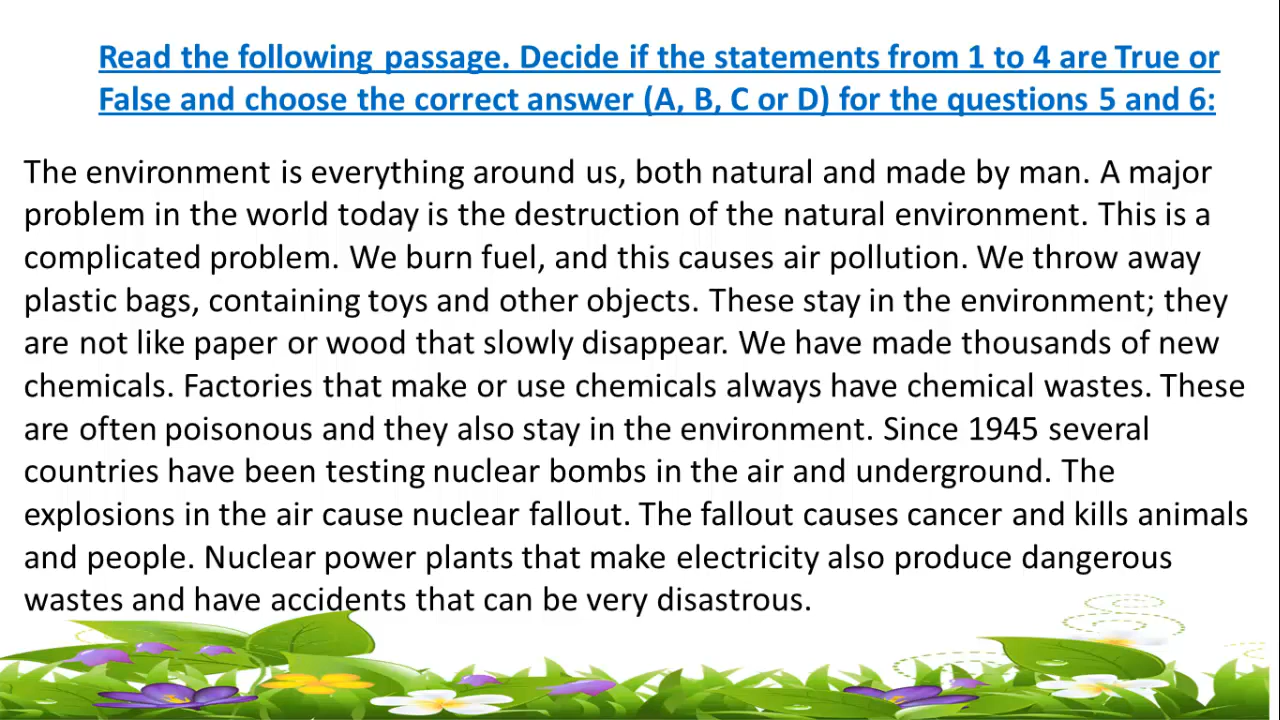 Read the following passage. Decide if the statements from 1 to 4 are True or
False and choose the correct answer (A, B, C or D) for the questions 5 and 6:
The environment is everything around us, both natural and made by man. A major
problem in the world today is the destruction of the natural environment. This is a
complicated problem. We burn fuel, and this causes air pollution. We throw away
plastic bags, containing toys and other objects. These stay in the environment; they
are not like paper or wood that slowly disappear. We have made thousands of new
chemicals. Factories that make or use chemicals always have chemical wastes. These
are often poisonous and they also stay in the environment. Since 1945 several
countries have been testing nuclear bombs in the air and underground. The
explosions in the air cause nuclear fallout. The fallout causes cancer and kills animals
and people. Nuclear power plants that make electricity also produce dangerous
wastes and have accidents that can be very disastrous.